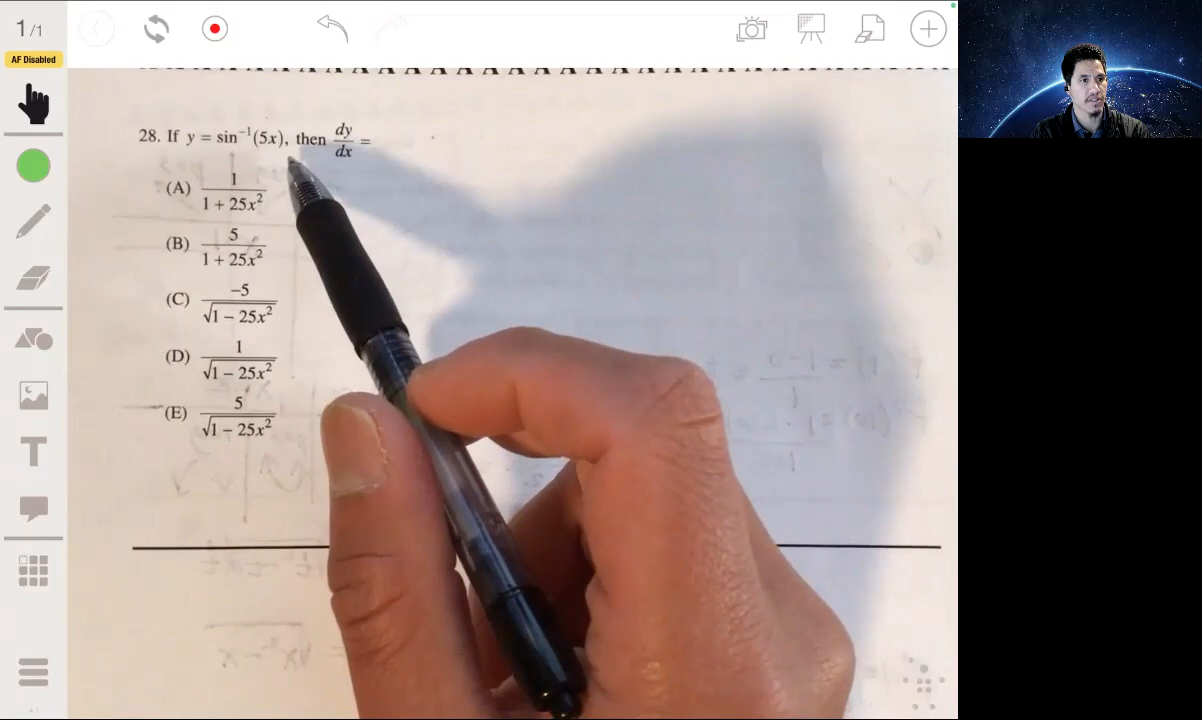 1/1
AF Disabled
28. If y = sin⁻¹(5x), then dy/dx =
(A) 1/(1 + 25x²)
(B) 5/(1 + 25x²)
(C) −5/√(1 − 25x²)
(D) 1/√(1 − 25x²)
(E) 5/√(1 − 25x²)
T